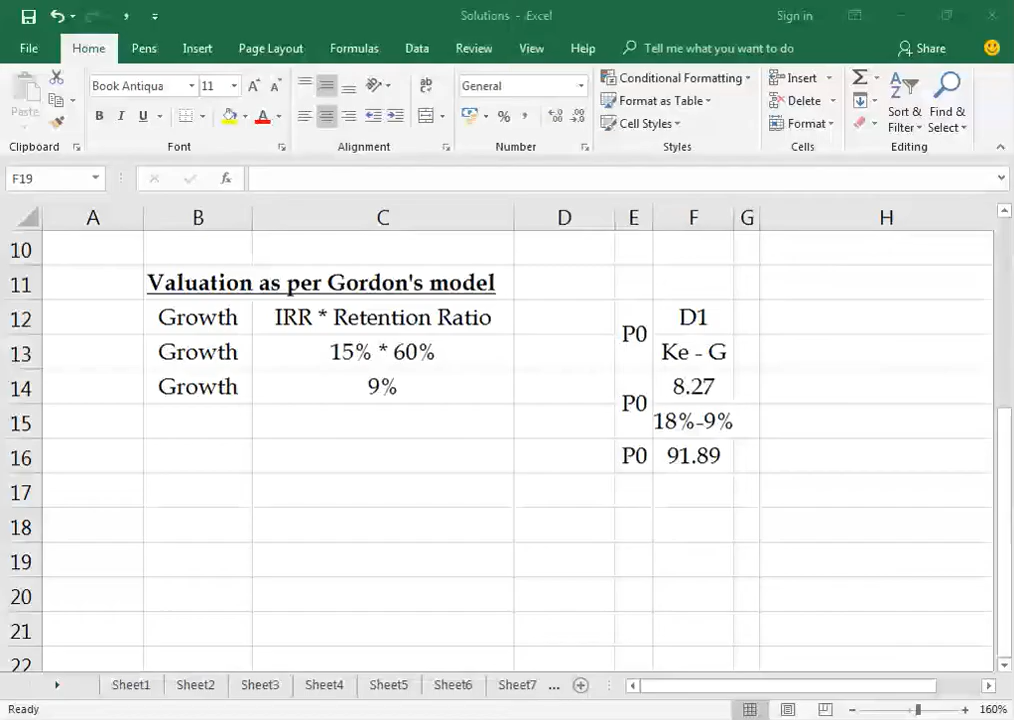 Solutions - Excel
Sign in
File
Home
Pens
Insert
Page Layout
Formulas
Data
Review
View
Help
Tell me what you want to do
Share
Paste
Book Antiqua
11
B I U
General
Conditional Formatting
Format as Table
Cell Styles
Insert
Delete
Format
Sort &
Filter
Find &
Select
Clipboard
Font
Alignment
Number
Styles
Cells
Editing
F19
fx
A B C D E F G H
10
11 Valuation as per Gordon's model
12 Growth IRR * Retention Ratio P0 D1
13 Growth 15% * 60% Ke - G
14 Growth 9% P0 8.27
15 18%-9%
16 P0 91.89
17
18
19
20
21
22
Sheet1
Sheet2
Sheet3
Sheet4
Sheet5
Sheet6
Sheet7
...
Ready
160%